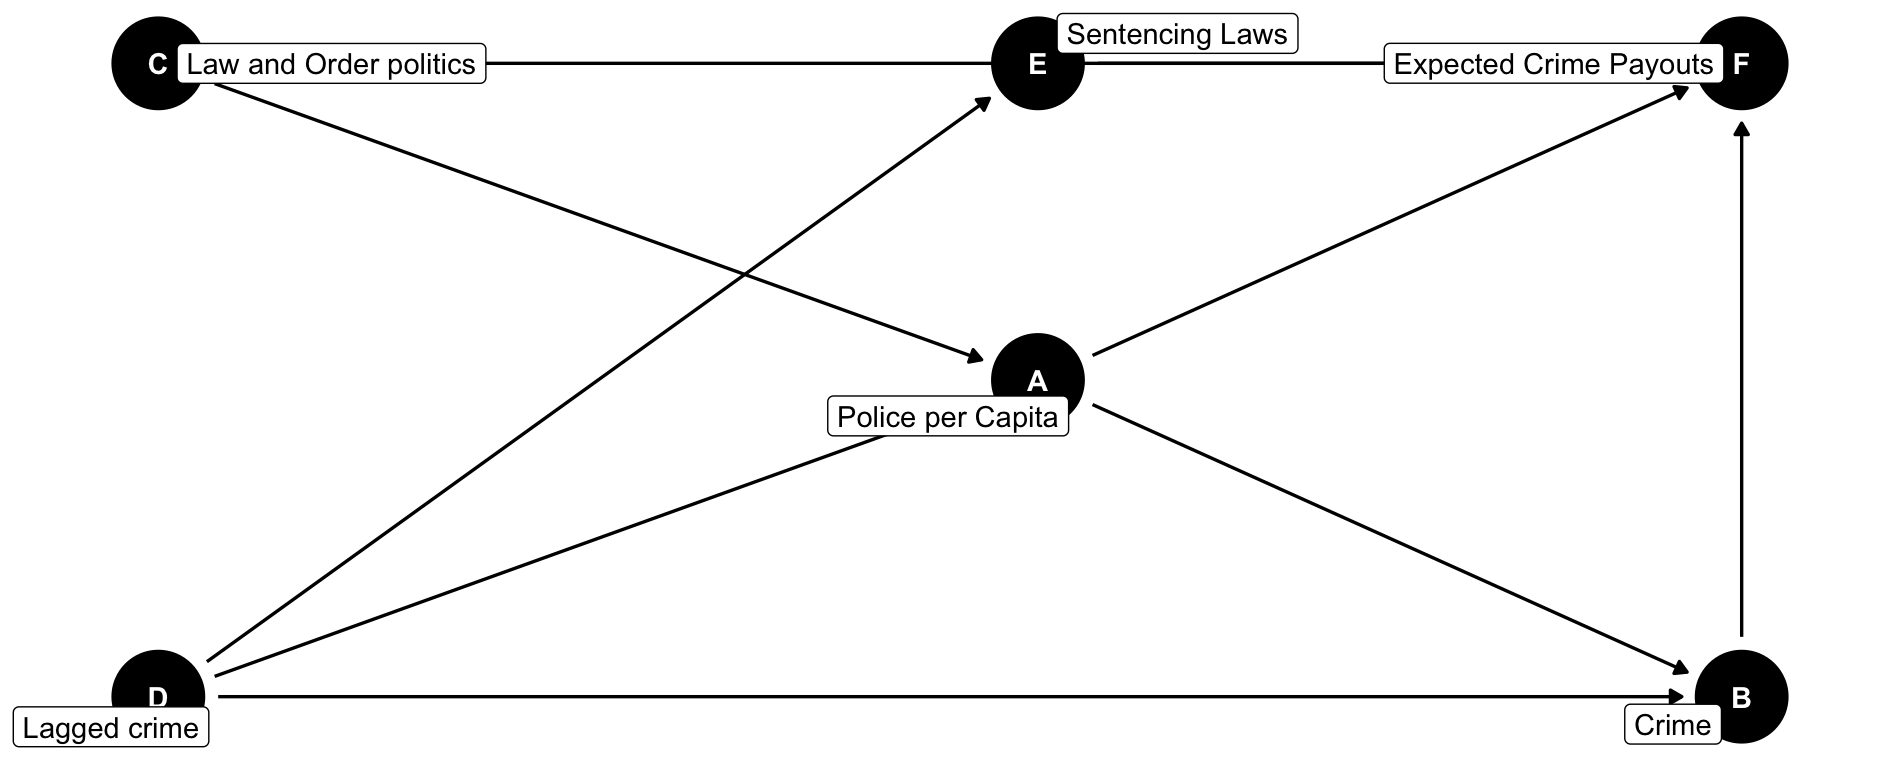 C
Law and Order politics
E
Sentencing Laws
Expected Crime Payouts
F
A
Police per Capita
D
Lagged crime
B
Crime